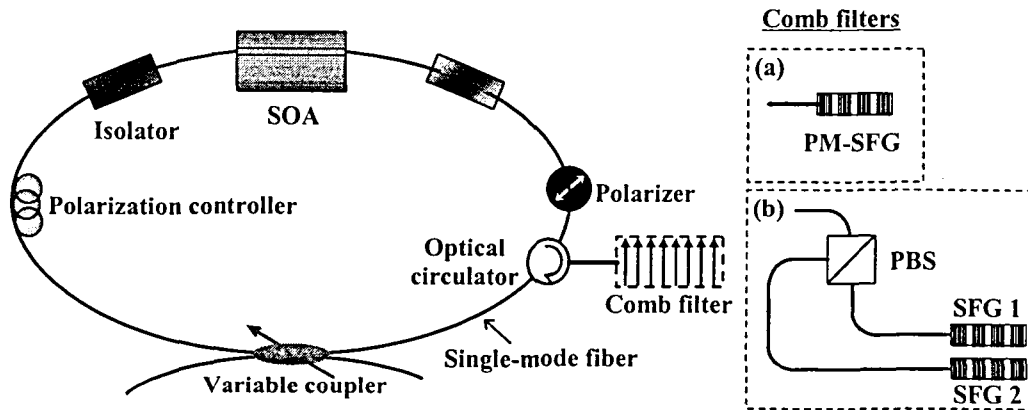 Comb filters
(a)
SOA
Isolator
PM-SFG
Polarization controller
Polarizer
(b)
Optical
circulator
PBS
Comb filter
SFG 1
Single-mode fiber
Variable coupler
SFG 2